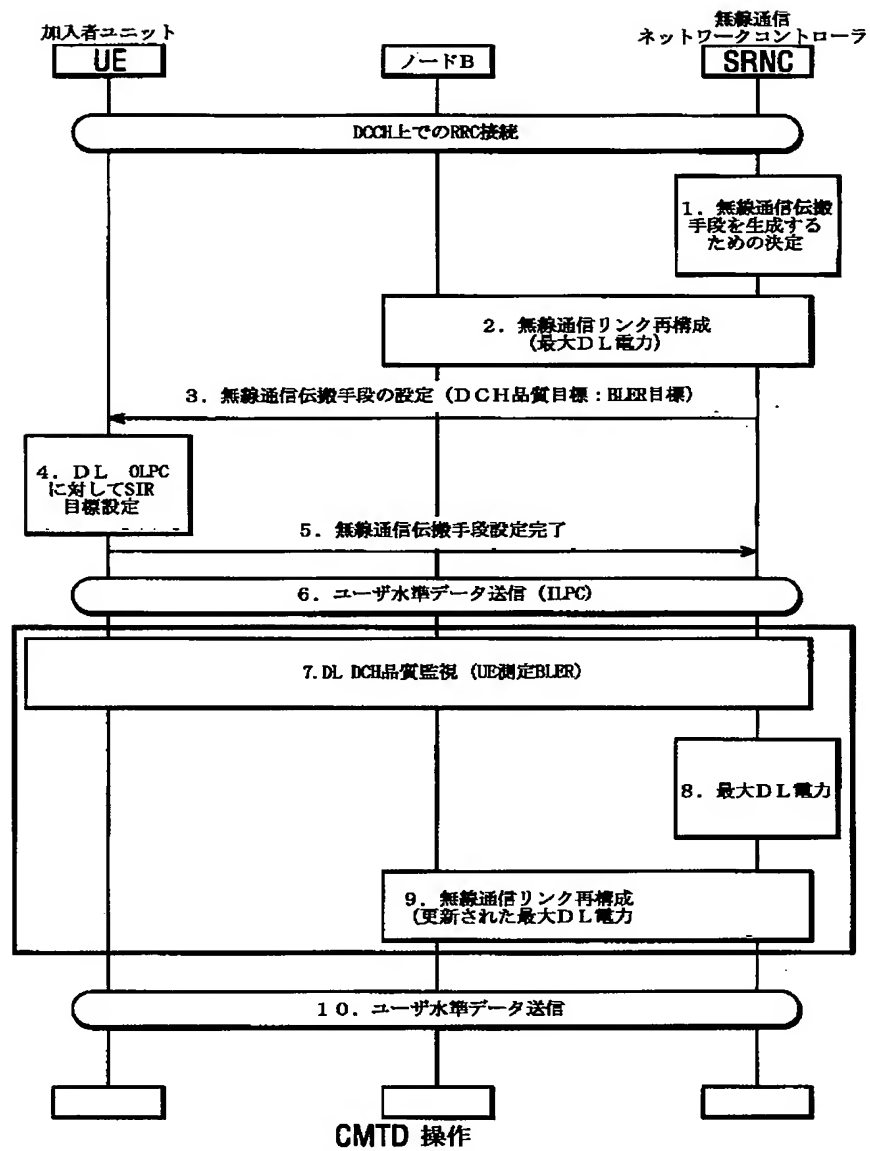 加入者ユニット
UE
ノードB
無線通信
ネットワークコントローラ
SRNC
DCCH上でのRRC接続
1. 無線通信伝搬
手段を生成する
ための決定
2. 無線通信リンク再構成
(最大DL電力)
3. 無線通信伝搬手段の設定 (DCH品質目標:BLER目標)
4. DL OLPC
に対してSIR
目標設定
5. 無線通信伝搬手段設定完了
6. ユーザ水準データ送信 (ILPC)
7. DL DCH品質監視 (UE測定BLER)
8. 最大DL電力
9. 無線通信リンク再構成
(更新された最大DL電力
10. ユーザ水準データ送信
CMTD 操作